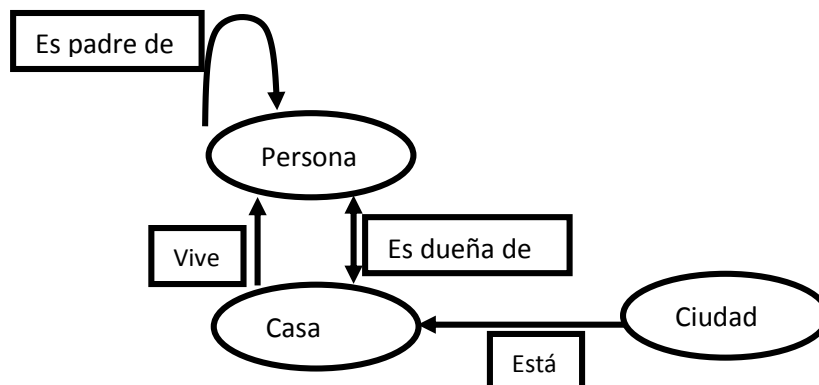 Es padre de
Persona
Vive
Es dueña de
Casa
Ciudad
Está